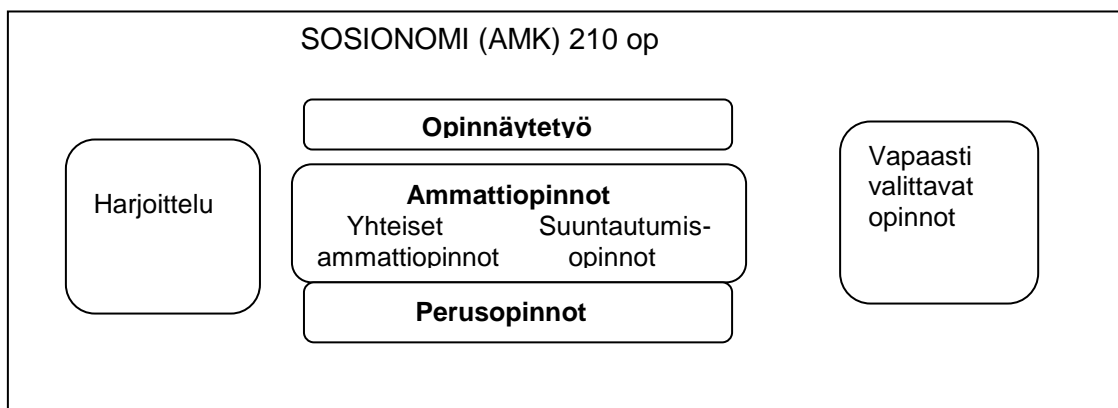 SOSIONOMI (AMK) 210 op
Opinnäytetyö
Harjoittelu
Ammattiopinnot
Yhteiset
ammattiopinnot
Suuntautumis-
opinnot
Perusopinnot
Vapaasti
valittavat
opinnot